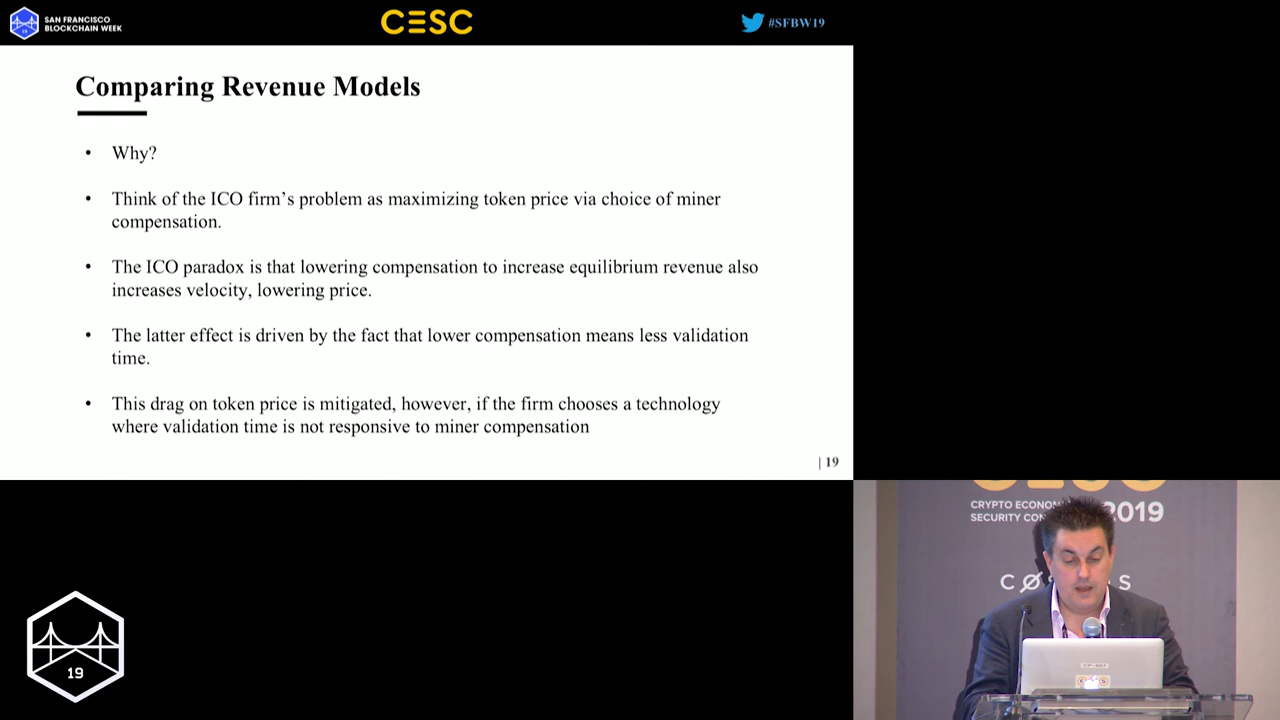 SAN FRANCISCO
BLOCKCHAIN WEEK
19
CESC
#SFBW19
Comparing Revenue Models
• Why?
• Think of the ICO firm's problem as maximizing token price via choice of miner
compensation.
• The ICO paradox is that lowering compensation to increase equilibrium revenue also
increases velocity, lowering price.
• The latter effect is driven by the fact that lower compensation means less validation
time.
• This drag on token price is mitigated, however, if the firm chooses a technology
where validation time is not responsive to miner compensation
| 19
CRYPTO ECONO
SECURITY CON 2019
19